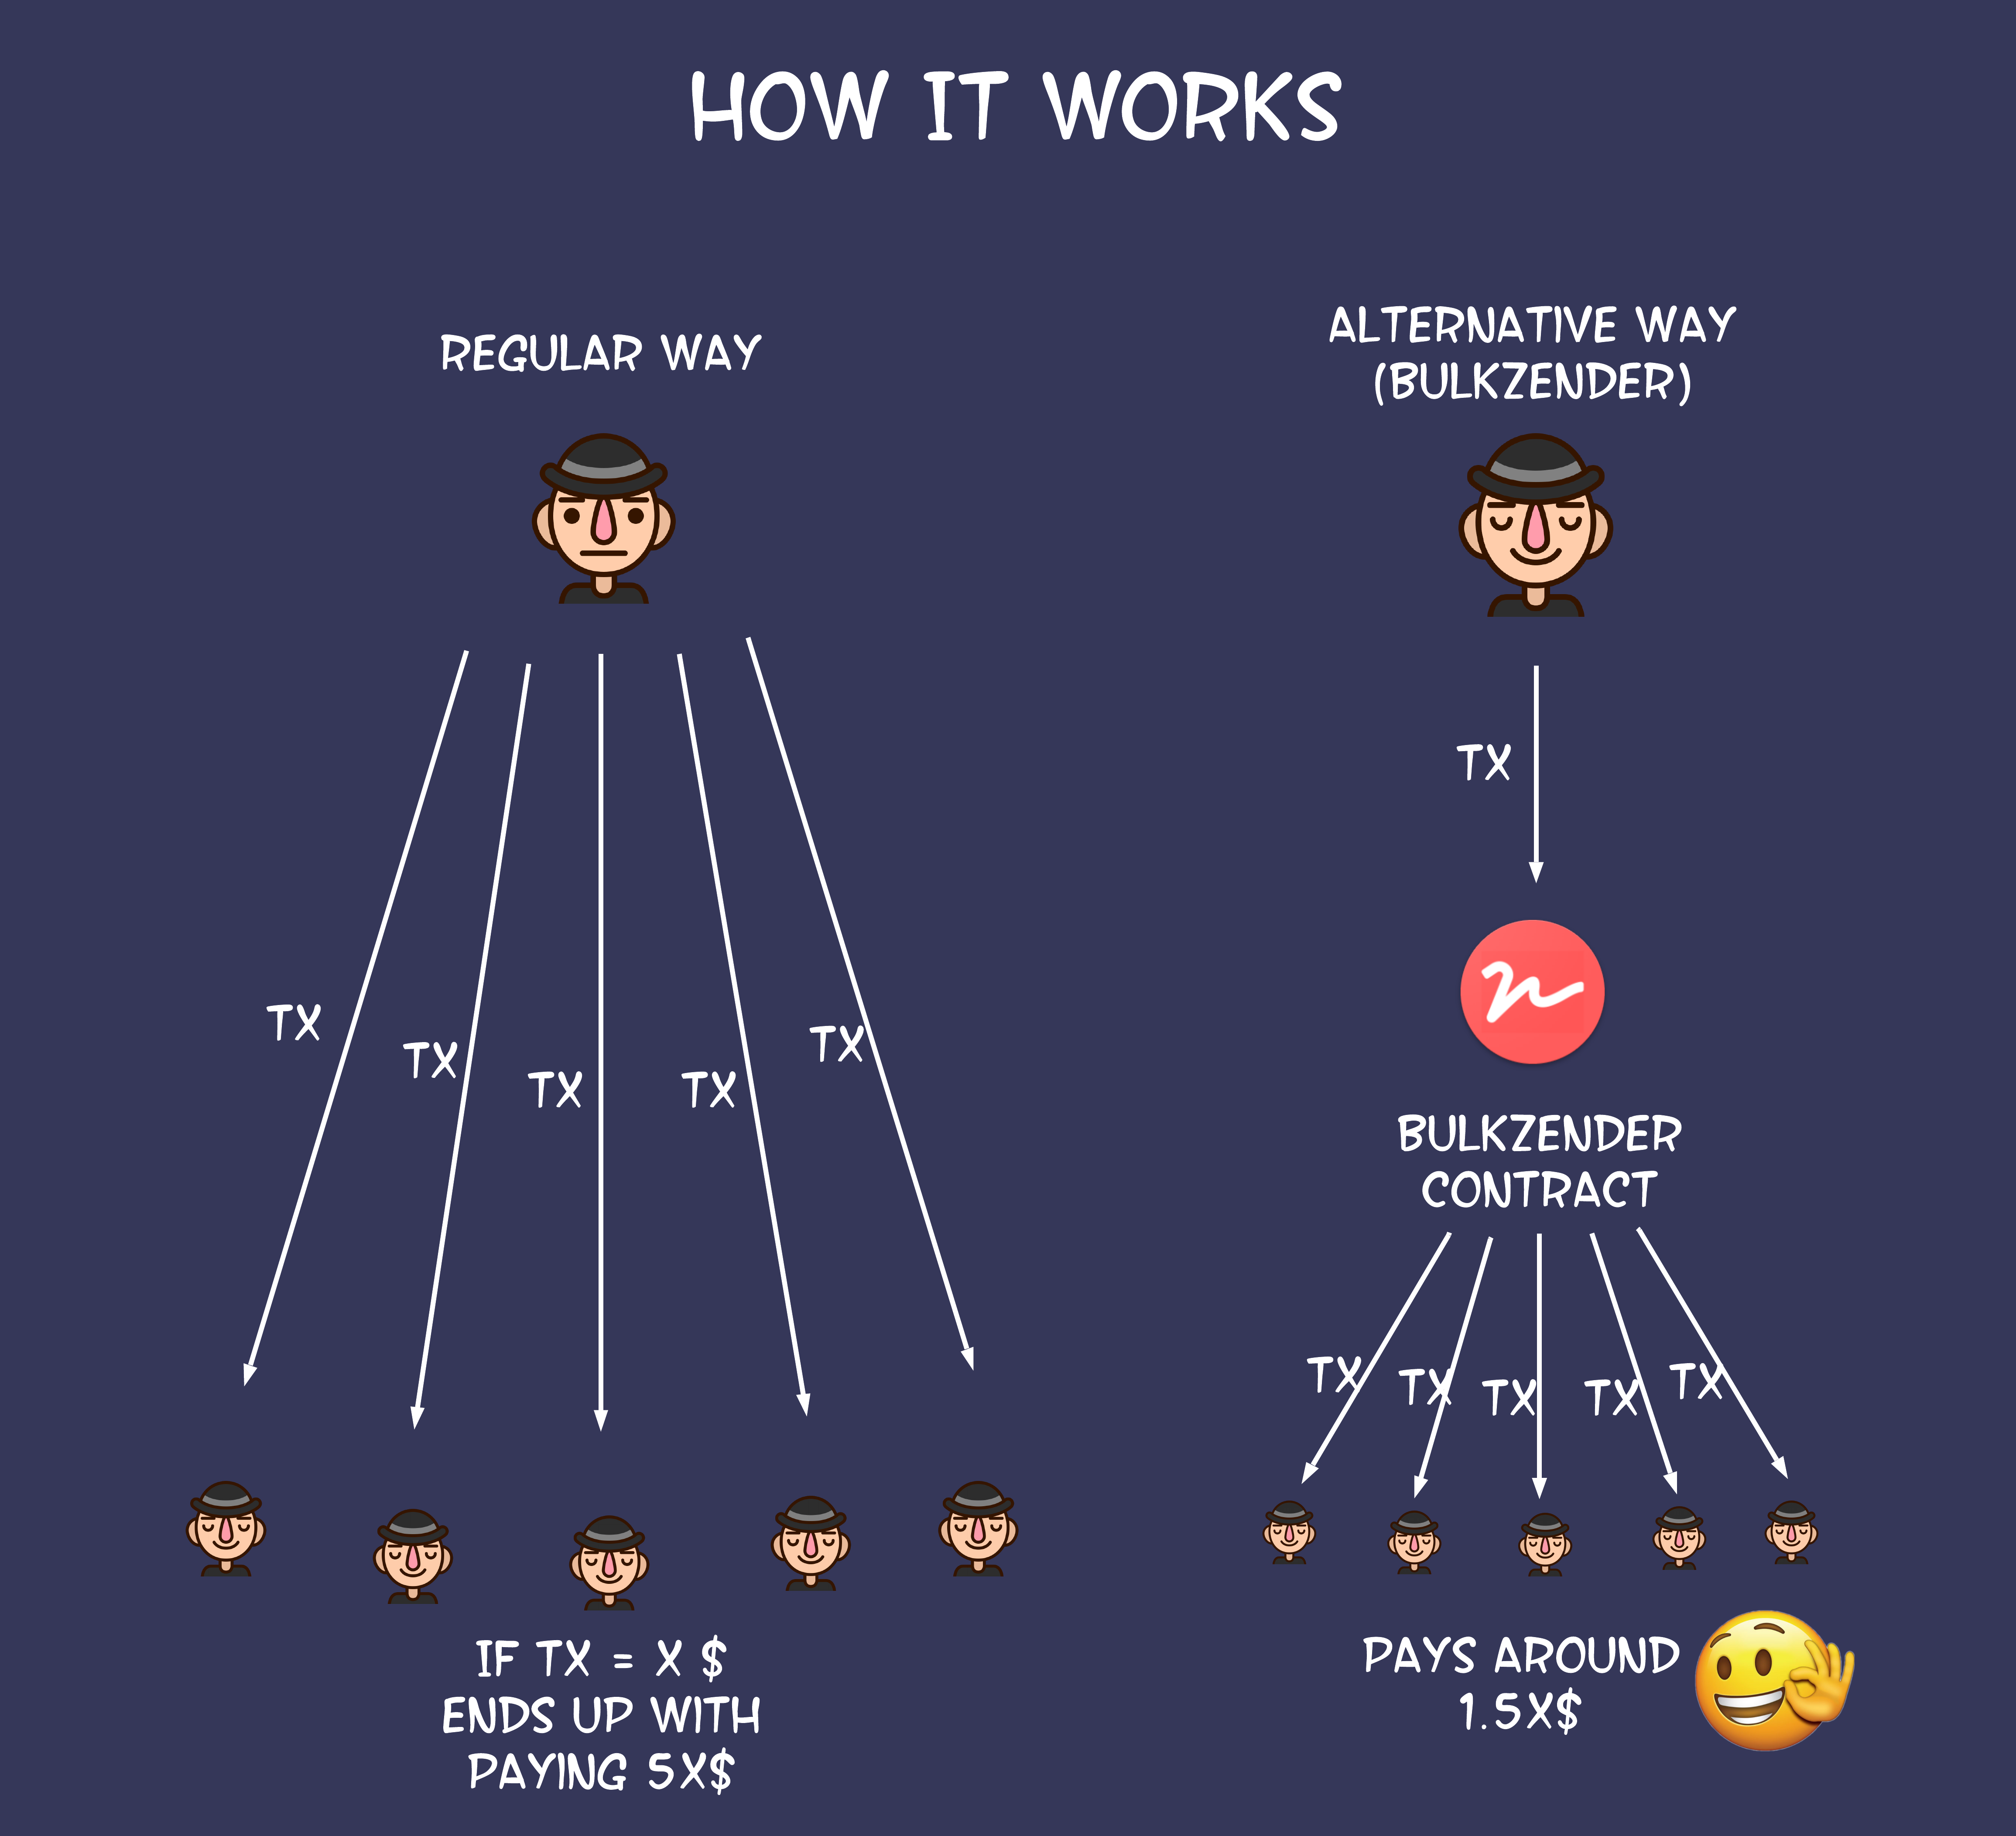 HOW IT WORKS
REGULAR WAY
TX
TX
TX
TX
TX
IF TX = X $
ENDS UP WITH
PAYING 5X$
ALTERNATIVE WAY
(BULKZENDER)
TX
BULKZENDER
CONTRACT
TX
TX
TX
TX
TX
PAYS AROUND
1.5X$